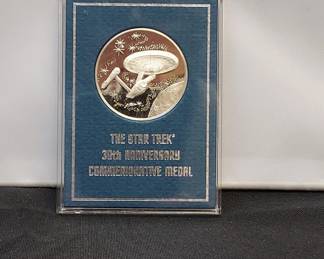 THE STAR TREK®
30th ANNIVERSARY
COMMEMORATIVE MEDAL